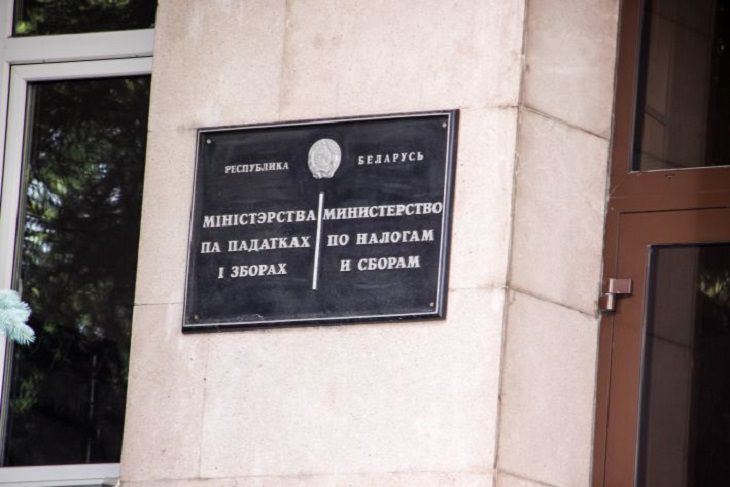 РЕСПУБЛИКА БЕЛАРУСЬ
МІНІСТЭРСТВА
ПА ПАДАТКАХ
І ЗБОРАХ
МИНИСТЕРСТВО
ПО НАЛОГАМ
И СБОРАМ